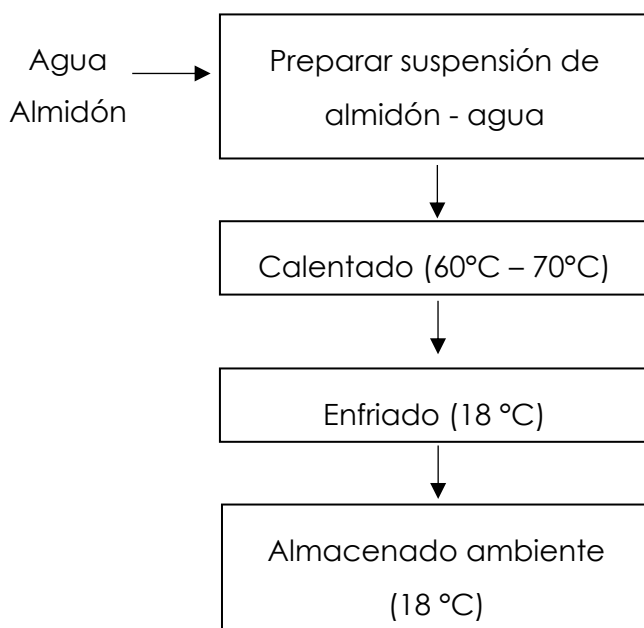 Agua
Almidón
Preparar suspensión de
almidón - agua
Calentado (60°C – 70°C)
Enfriado (18 °C)
Almacenado ambiente
(18 °C)